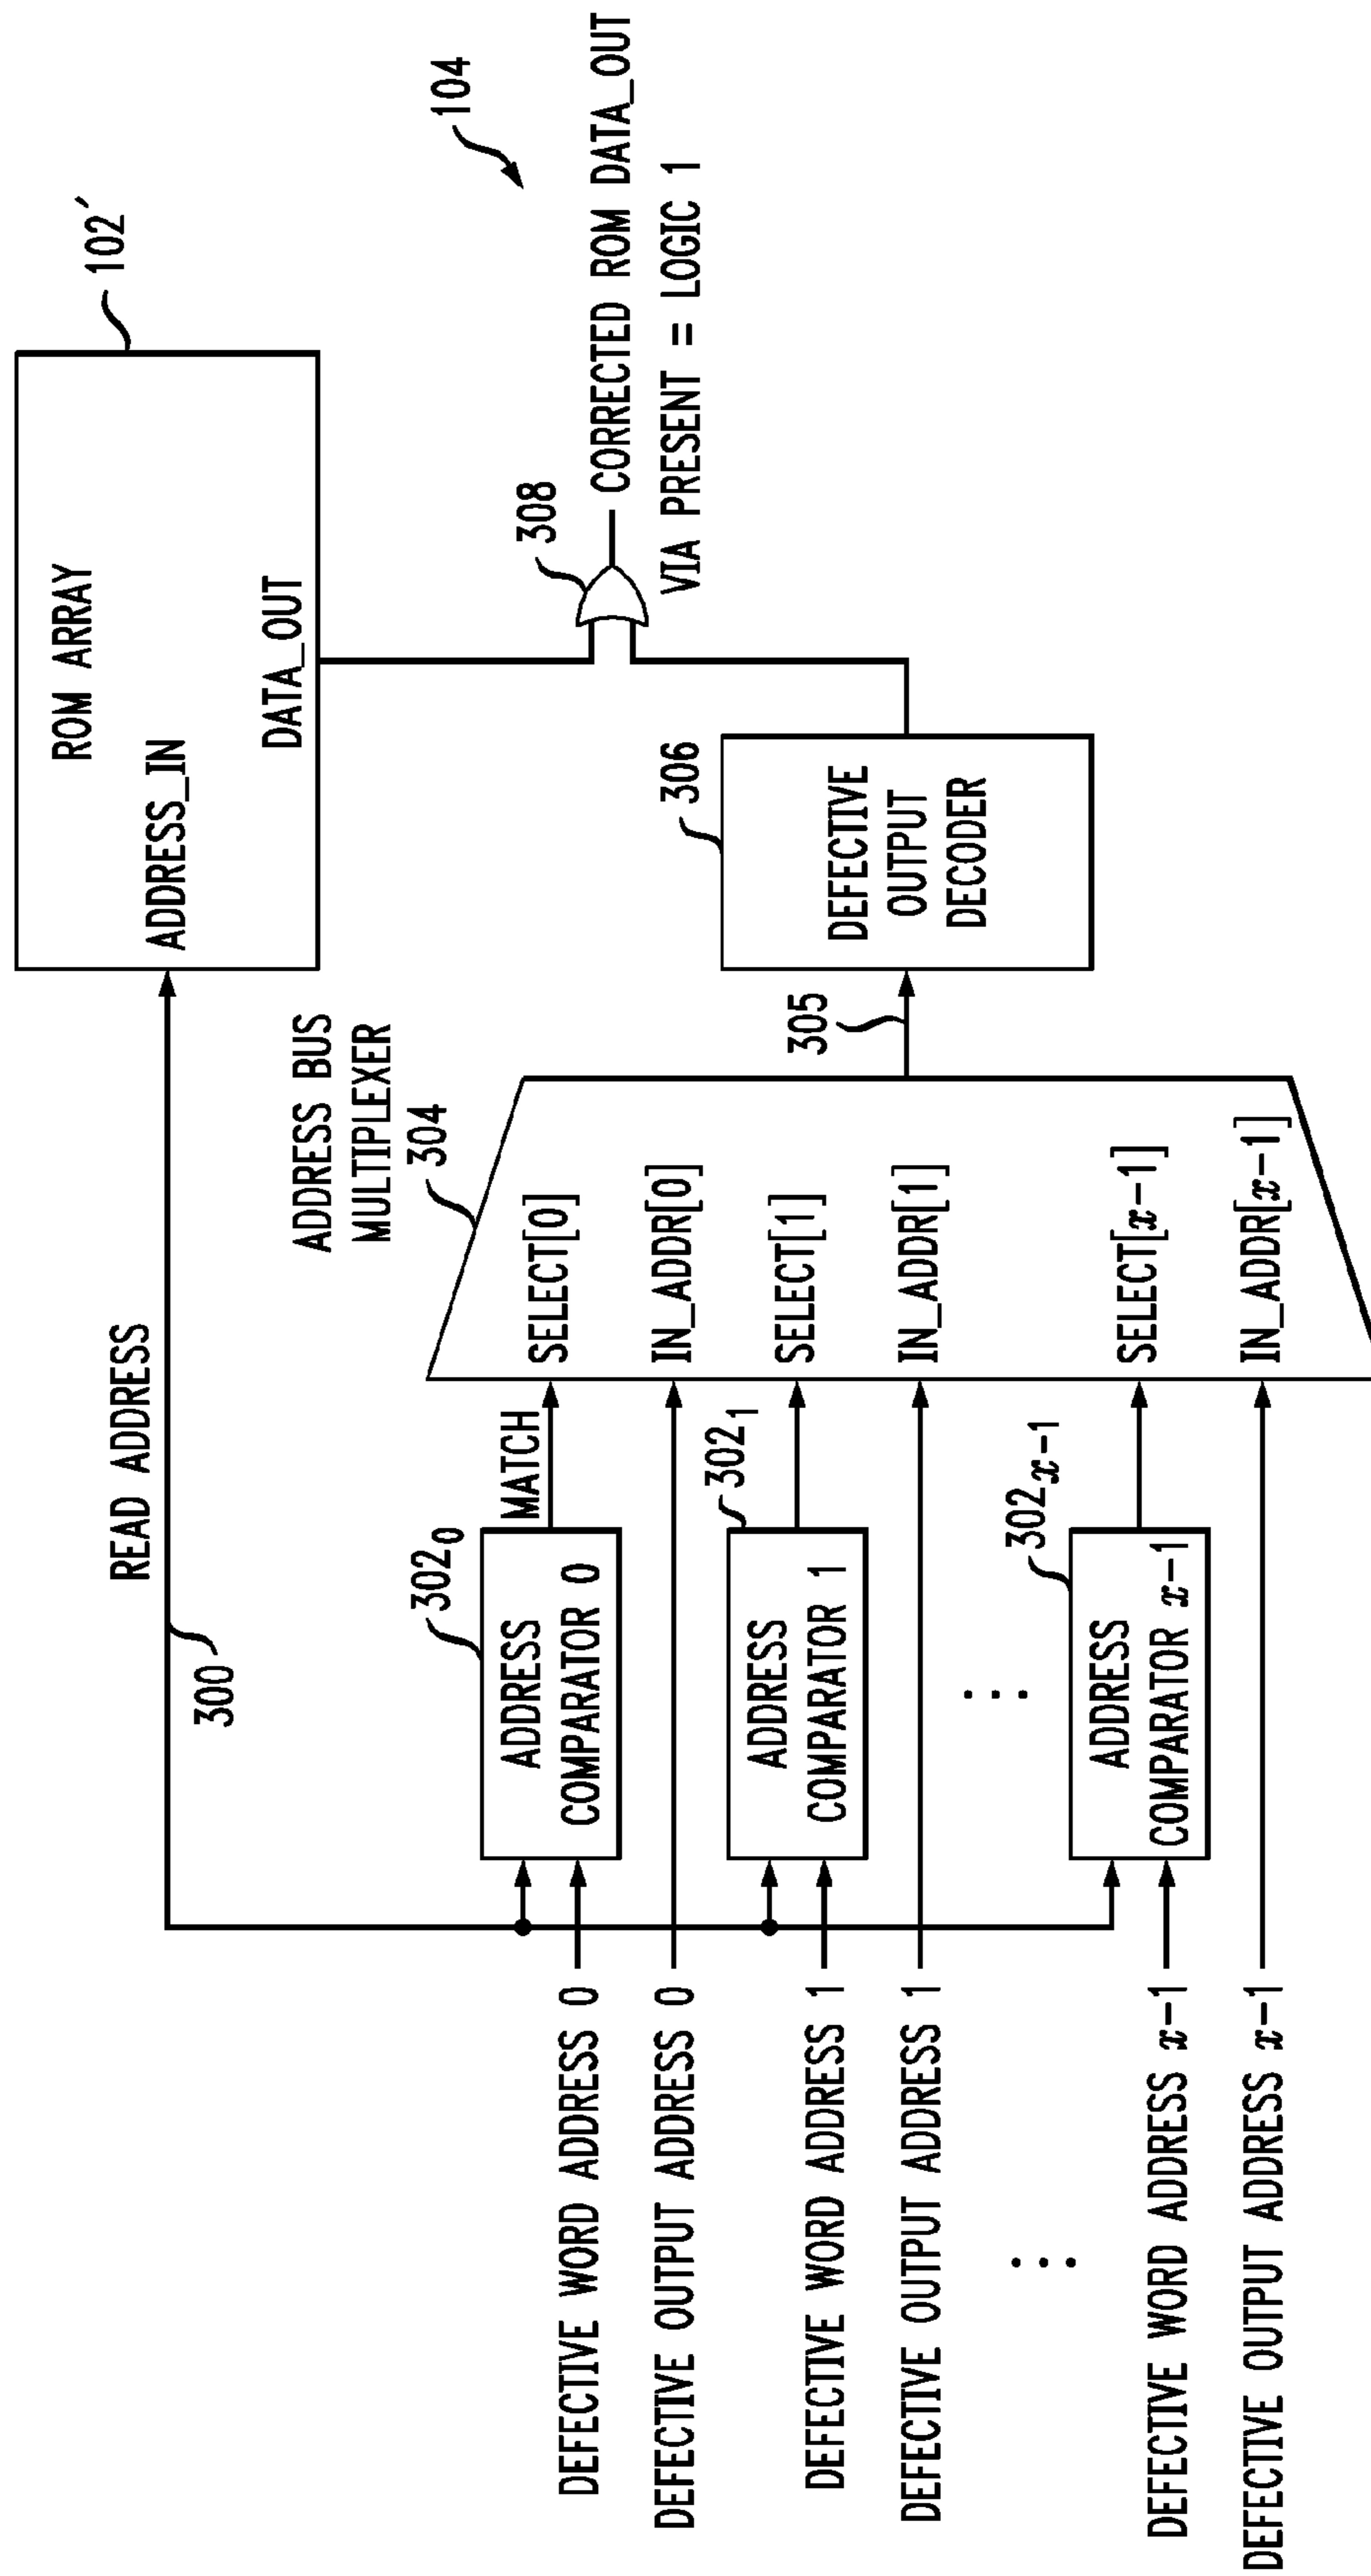 102′
ROM ARRAY
ADDRESS_IN
DATA_OUT
READ ADDRESS
300
104
308
CORRECTED ROM DATA_OUT
VIA PRESENT = LOGIC 1
ADDRESS BUS
MULTIPLEXER
304
302₀
ADDRESS
COMPARATOR 0
MATCH
SELECT[0]
IN_ADDR[0]
302₁
ADDRESS
COMPARATOR 1
SELECT[1]
IN_ADDR[1]
...
302ₓ₋₁
ADDRESS
COMPARATOR x−1
SELECT[x−1]
IN_ADDR[x−1]
305
306
DEFECTIVE
OUTPUT
DECODER
DEFECTIVE WORD ADDRESS 0
DEFECTIVE OUTPUT ADDRESS 0
DEFECTIVE WORD ADDRESS 1
DEFECTIVE OUTPUT ADDRESS 1
...
DEFECTIVE WORD ADDRESS x−1
DEFECTIVE OUTPUT ADDRESS x−1